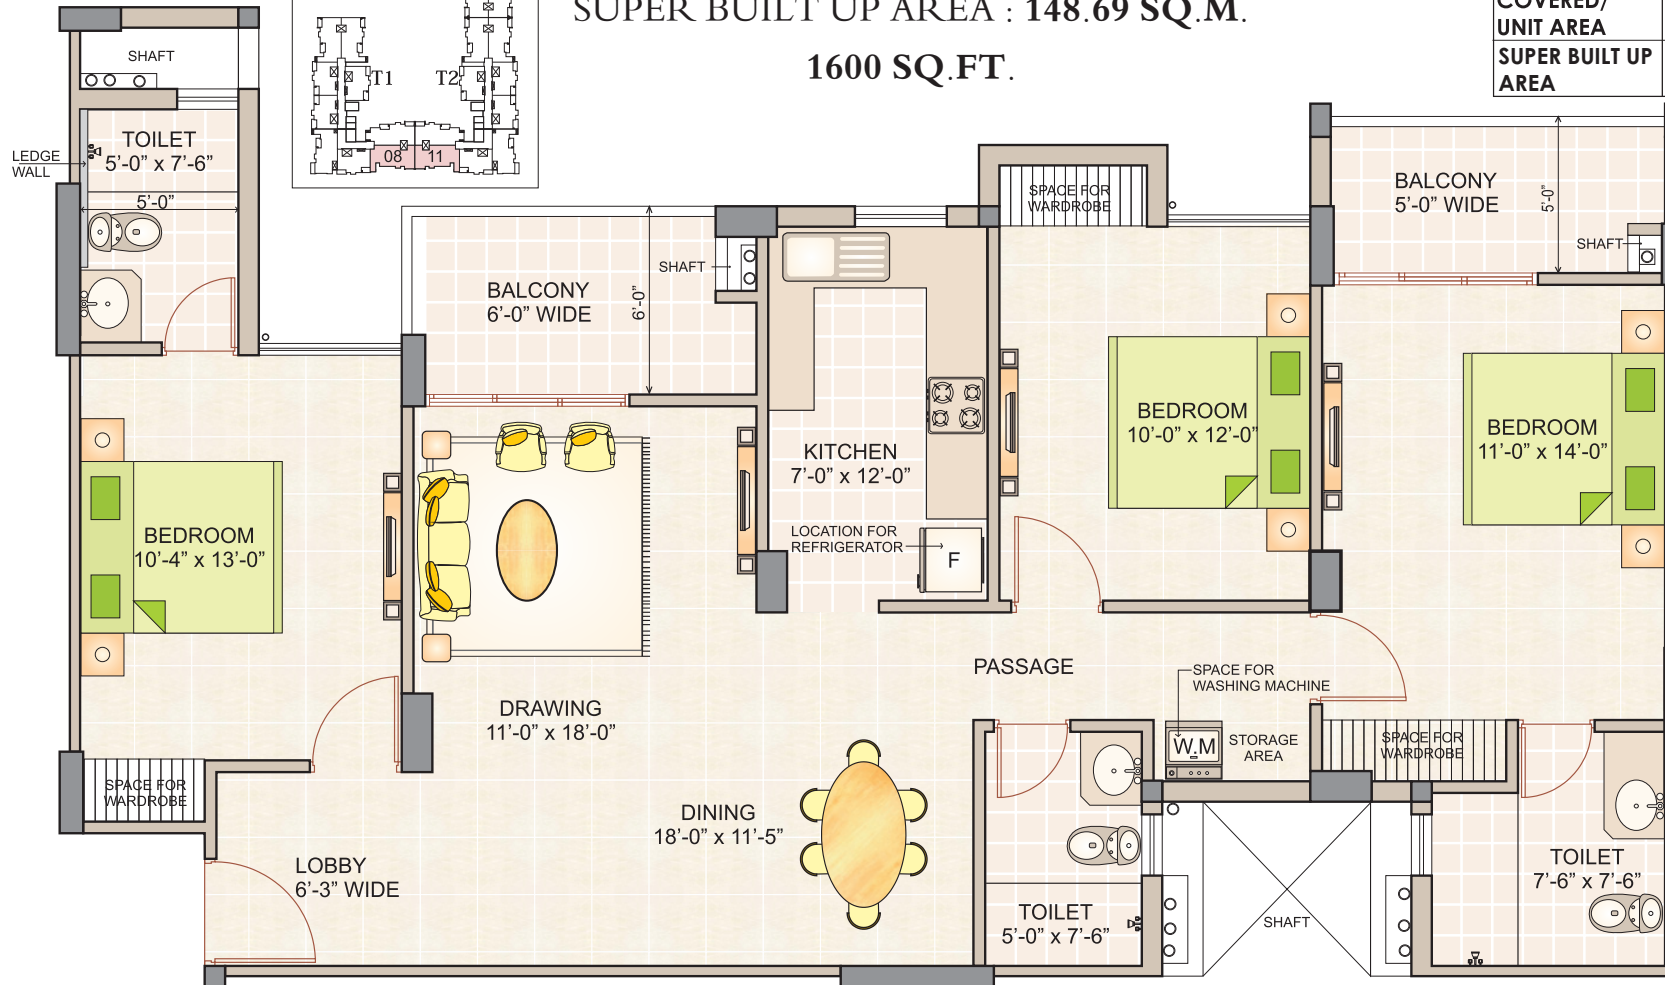 SUPER BUILT UP AREA : 148.69 SQ.M.
1600 SQ.FT.
COVERED/
UNIT AREA
SUPER BUILT UP
AREA
T1
T2
08
11
SHAFT
TOILET
5'-0" x 7'-6"
LEDGE
WALL
5'-0"
BALCONY
6'-0" WIDE
6'-0"
SHAFT
SPACE FOR
WARDROBE
BALCONY
5'-0" WIDE
5'-0"
SHAFT
KITCHEN
7'-0" x 12'-0"
LOCATION FOR
REFRIGERATOR
F
BEDROOM
10'-0" x 12'-0"
BEDROOM
11'-0" x 14'-0"
BEDROOM
10'-4" x 13'-0"
DRAWING
11'-0" x 18'-0"
PASSAGE
SPACE FOR
WASHING MACHINE
W.M
STORAGE
AREA
SPACE FOR
WARDROBE
SPACE FOR
WARDROBE
DINING
18'-0" x 11'-5"
LOBBY
6'-3" WIDE
TOILET
5'-0" x 7'-6"
SHAFT
TOILET
7'-6" x 7'-6"